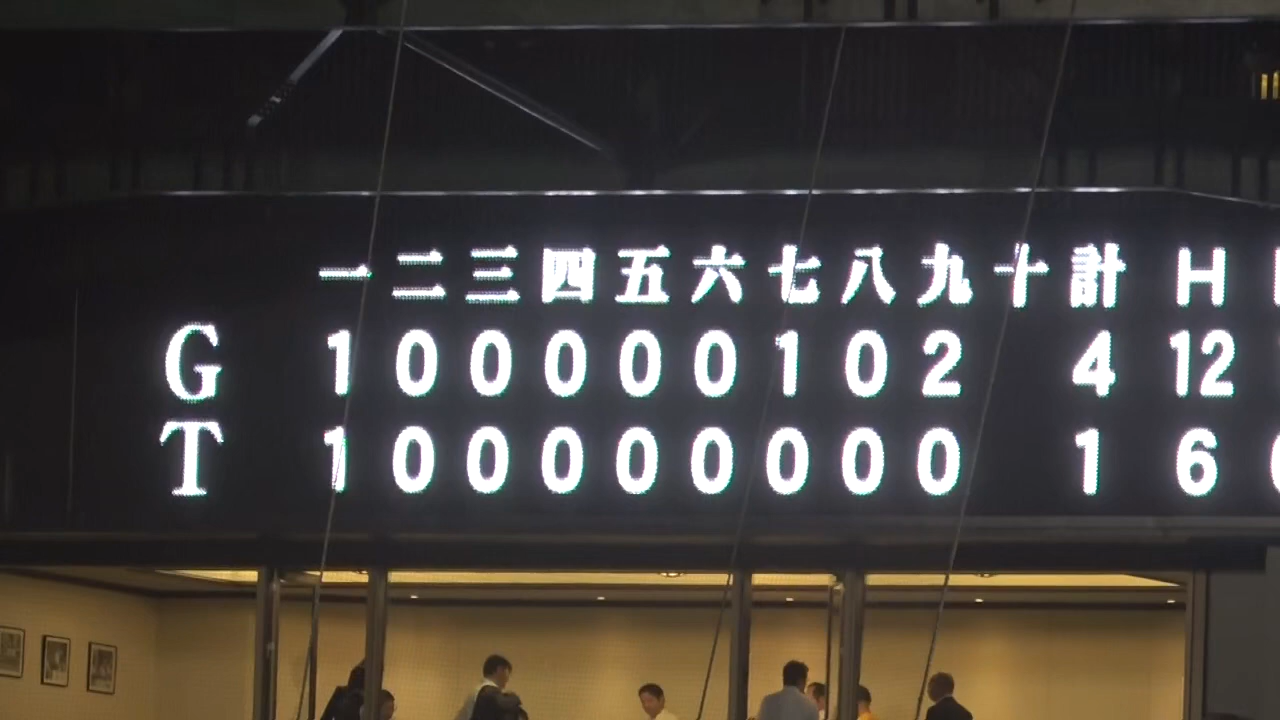 一 二 三 四 五 六 七 八 九 十 計 H
G 1 0 0 0 0 0 1 0 2 4 12
T 1 0 0 0 0 0 0 0 0 1 6